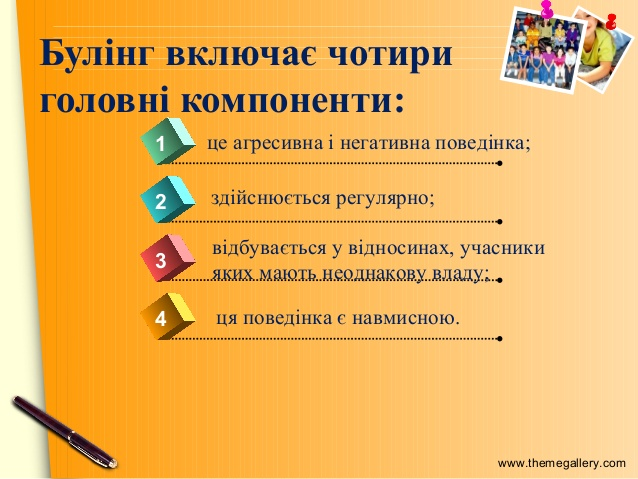 Булінг включає чотири
головні компоненти:
1 це агресивна і негативна поведінка;
2 здійснюється регулярно;
3 відбувається у відносинах, учасники
яких мають неоднакову владу;
4 ця поведінка є навмисною.
www.themegallery.com